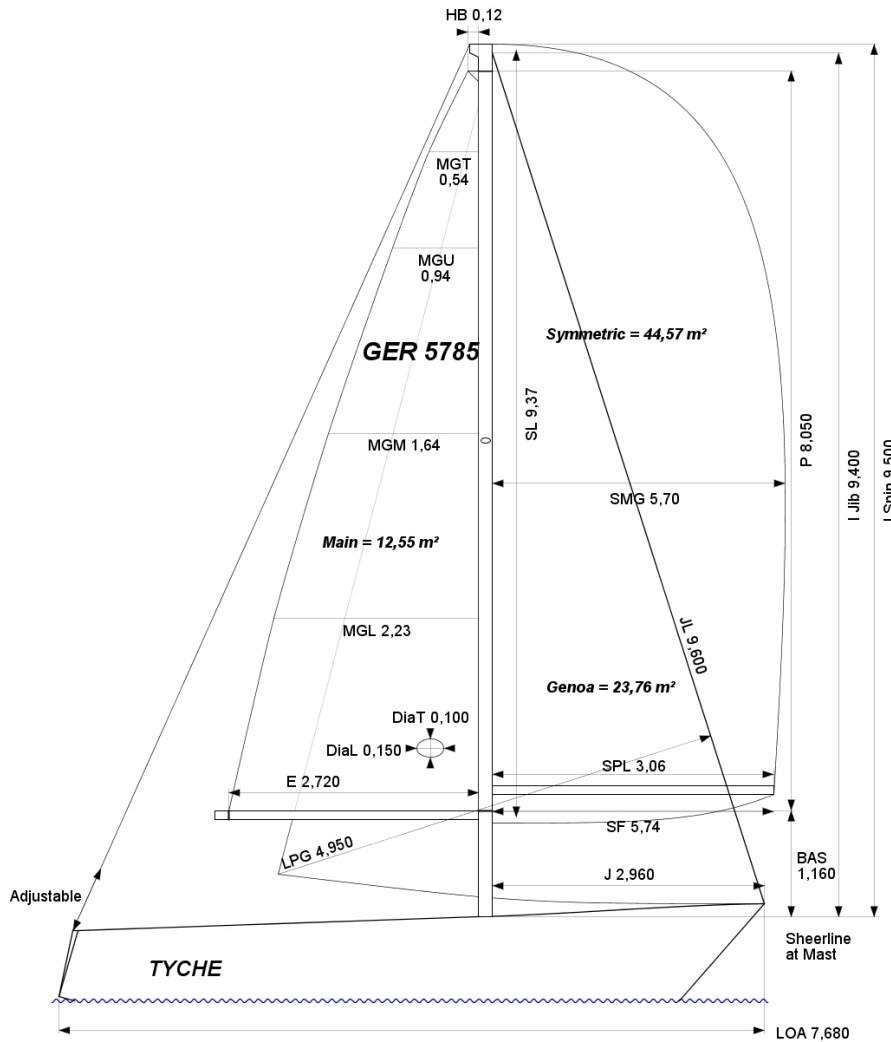 HB 0,12
MGT
0,54
MGU
0,94
GER 5785
Symmetric = 44,57 m²
SL 9,37
P 8,050
I Jib 9,400
I Spin 9,500
MGM 1,64
SMG 5,70
Main = 12,55 m²
MGL 2,23
JL 9,600
Genoa = 23,76 m²
DiaT 0,100
DiaL 0,150
SPL 3,06
E 2,720
SF 5,74
LPG 4,950
J 2,960
BAS
1,160
Adjustable
Sheerline
at Mast
TYCHE
LOA 7,680